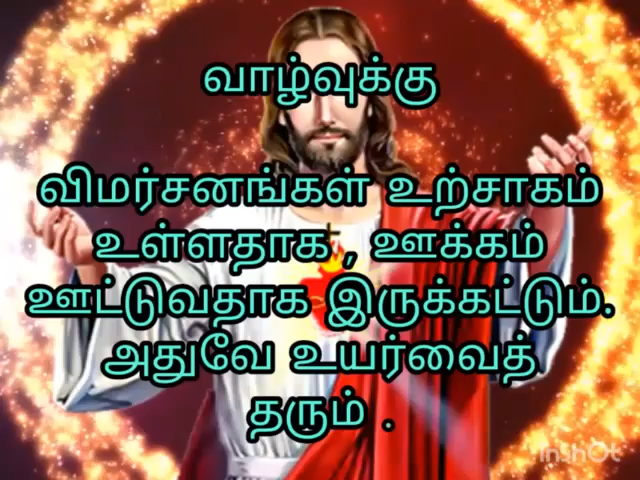 வாழ்வுக்கு
விமர்சனங்கள் உற்சாகம்
உள்ளதாக , ஊக்கம்
ஊட்டுவதாக இருக்கட்டும்.
அதுவே உயர்வைத்
தரும் .
InShOt